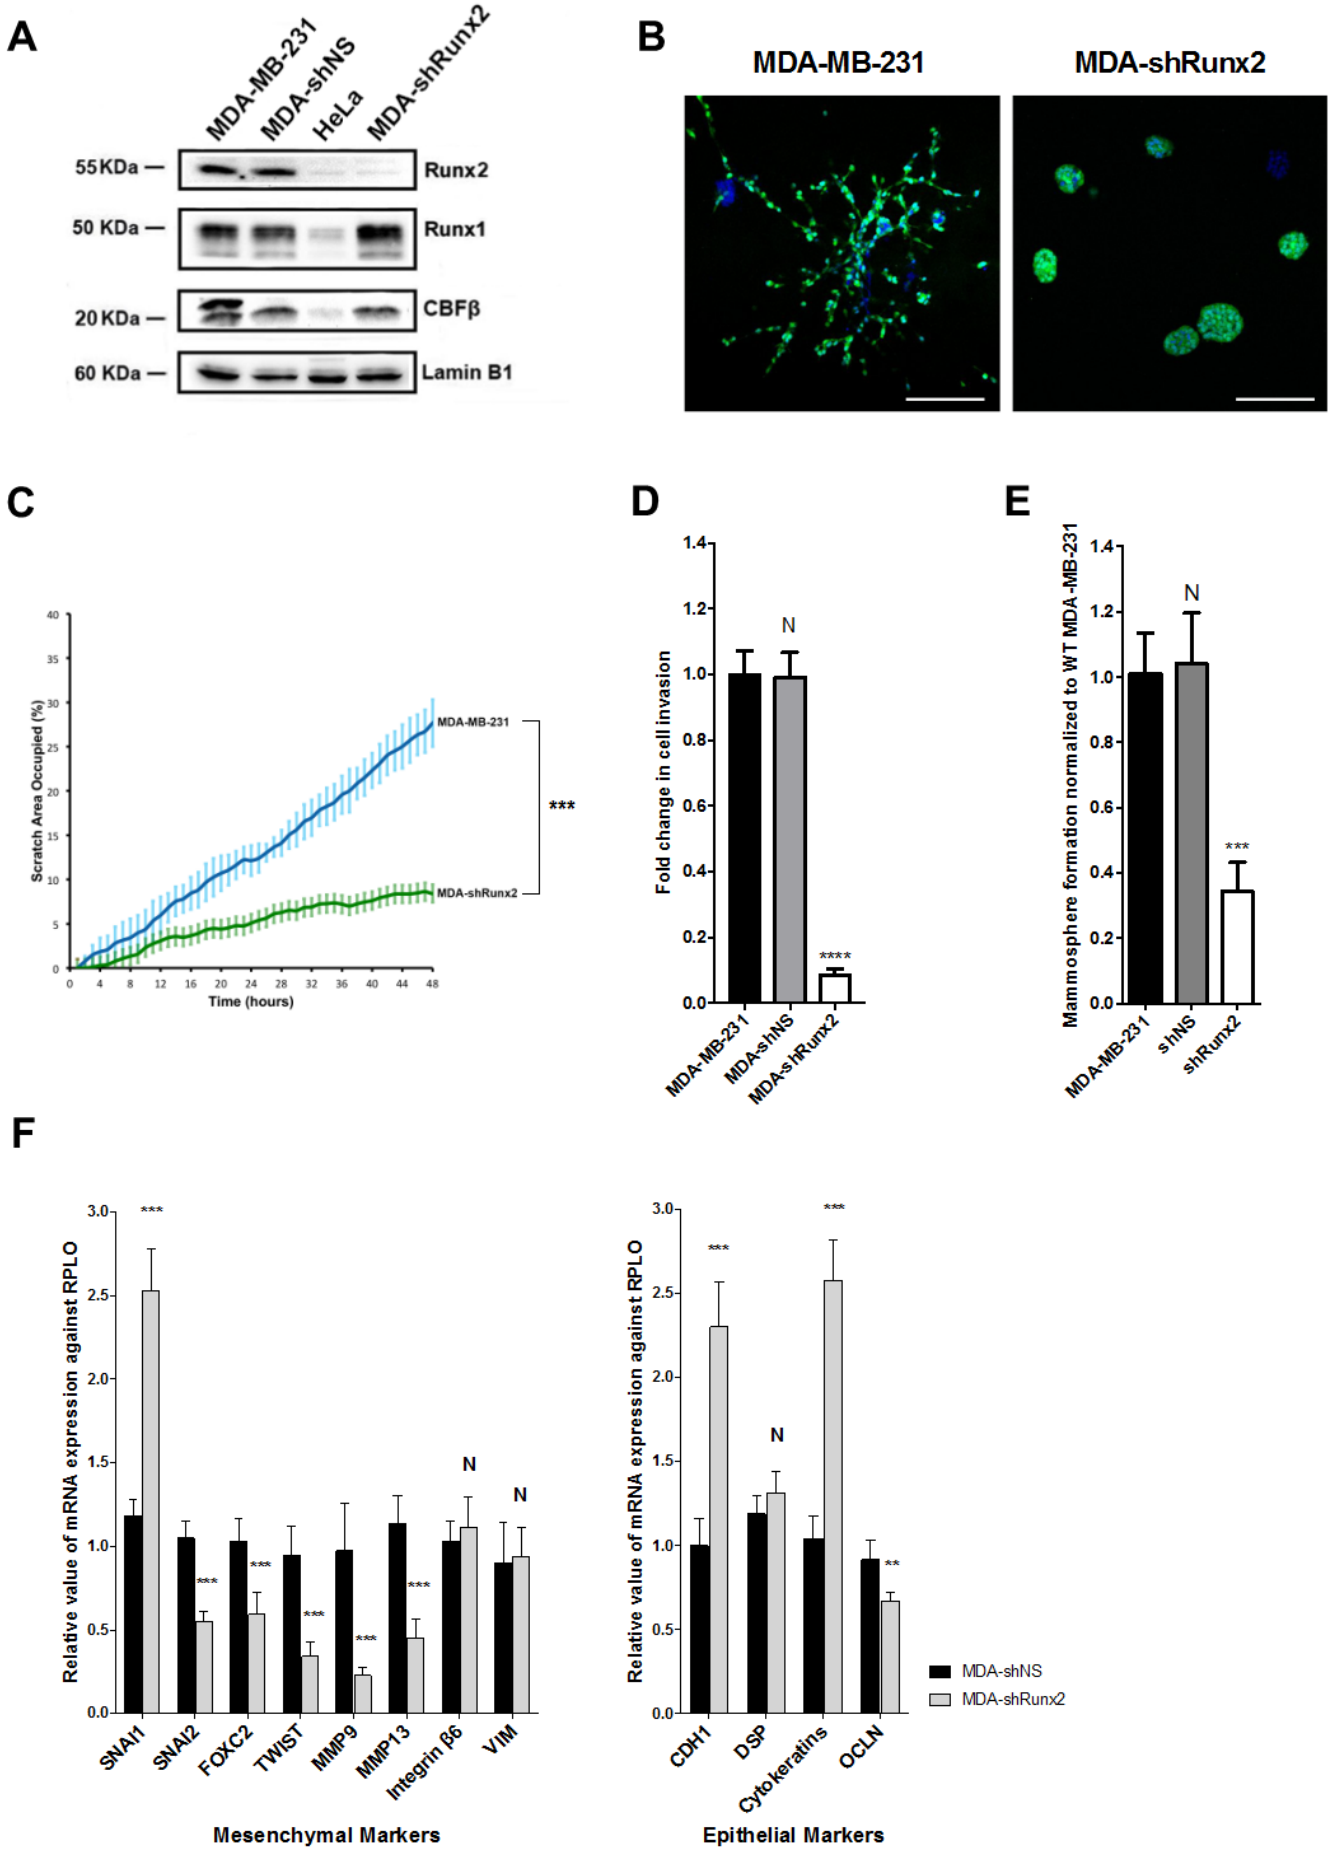 A
MDA-MB-231
MDA-shNS
HeLa
MDA-shRunx2
55KDa
Runx2
50 KDa
Runx1
20KDa
CBFβ
60 KDa
Lamin B1
B
MDA-MB-231
MDA-shRunx2
C
Scratch Area Occupied (%)
40
35
30
25
20
15
10
5
0
0 4 8 12 16 20 24 28 32 36 40 44 48
Time (hours)
MDA-MB-231
MDA-shRunx2
***
D
Fold change in cell invasion
1.4
1.2
1.0
0.8
0.6
0.4
0.2
0.0
N
****
MDA-MB-231
MDA-shNS
MDA-shRunx2
E
Mammosphere formation normalized to WT MDA-MB-231
1.4
1.2
1.0
0.8
0.6
0.4
0.2
0.0
N
***
MDA-MB-231
shNS
shRunx2
F
Relative value of mRNA expression against RPLO
3.0
2.5
2.0
1.5
1.0
0.5
0.0
***
***
***
***
***
***
N
N
SNAI1
SNAI2
FOXC2
TWIST
MMP9
MMP13
Integrin β6
VIM
Mesenchymal Markers
Relative value of mRNA expression against RPLO
3.0
2.5
2.0
1.5
1.0
0.5
0.0
***
N
***
**
CDH1
DSP
Cytokeratins
OCLN
Epithelial Markers
MDA-shNS
MDA-shRunx2